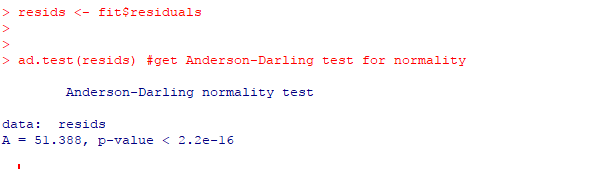 > resids <- fit$residuals
>
>
> ad.test(resids) #get Anderson-Darling test for normality
Anderson-Darling normality test
data: resids
A = 51.388, p-value < 2.2e-16